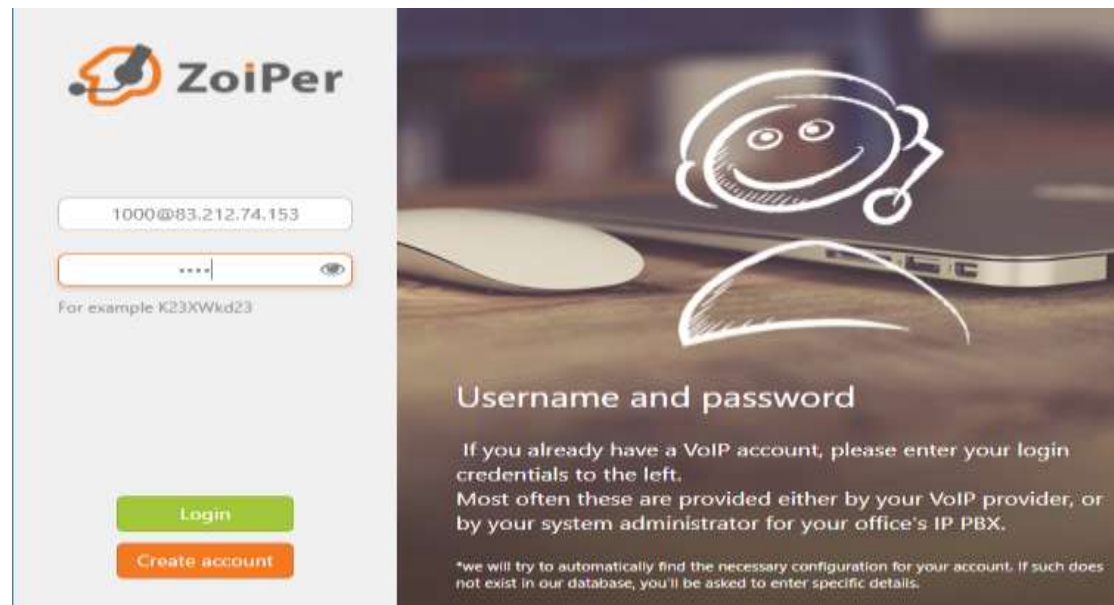 ZoiPer
1000@83.212.74.153
••••
For example K23XWkd23
Login
Create account
Username and password
If you already have a VoIP account, please enter your login
credentials to the left.
Most often these are provided either by your VoIP provider, or
by your system administrator for your office's IP PBX.
*we will try to automatically find the necessary configuration for your account. If such does
not exist in our database, you'll be asked to enter specific details.